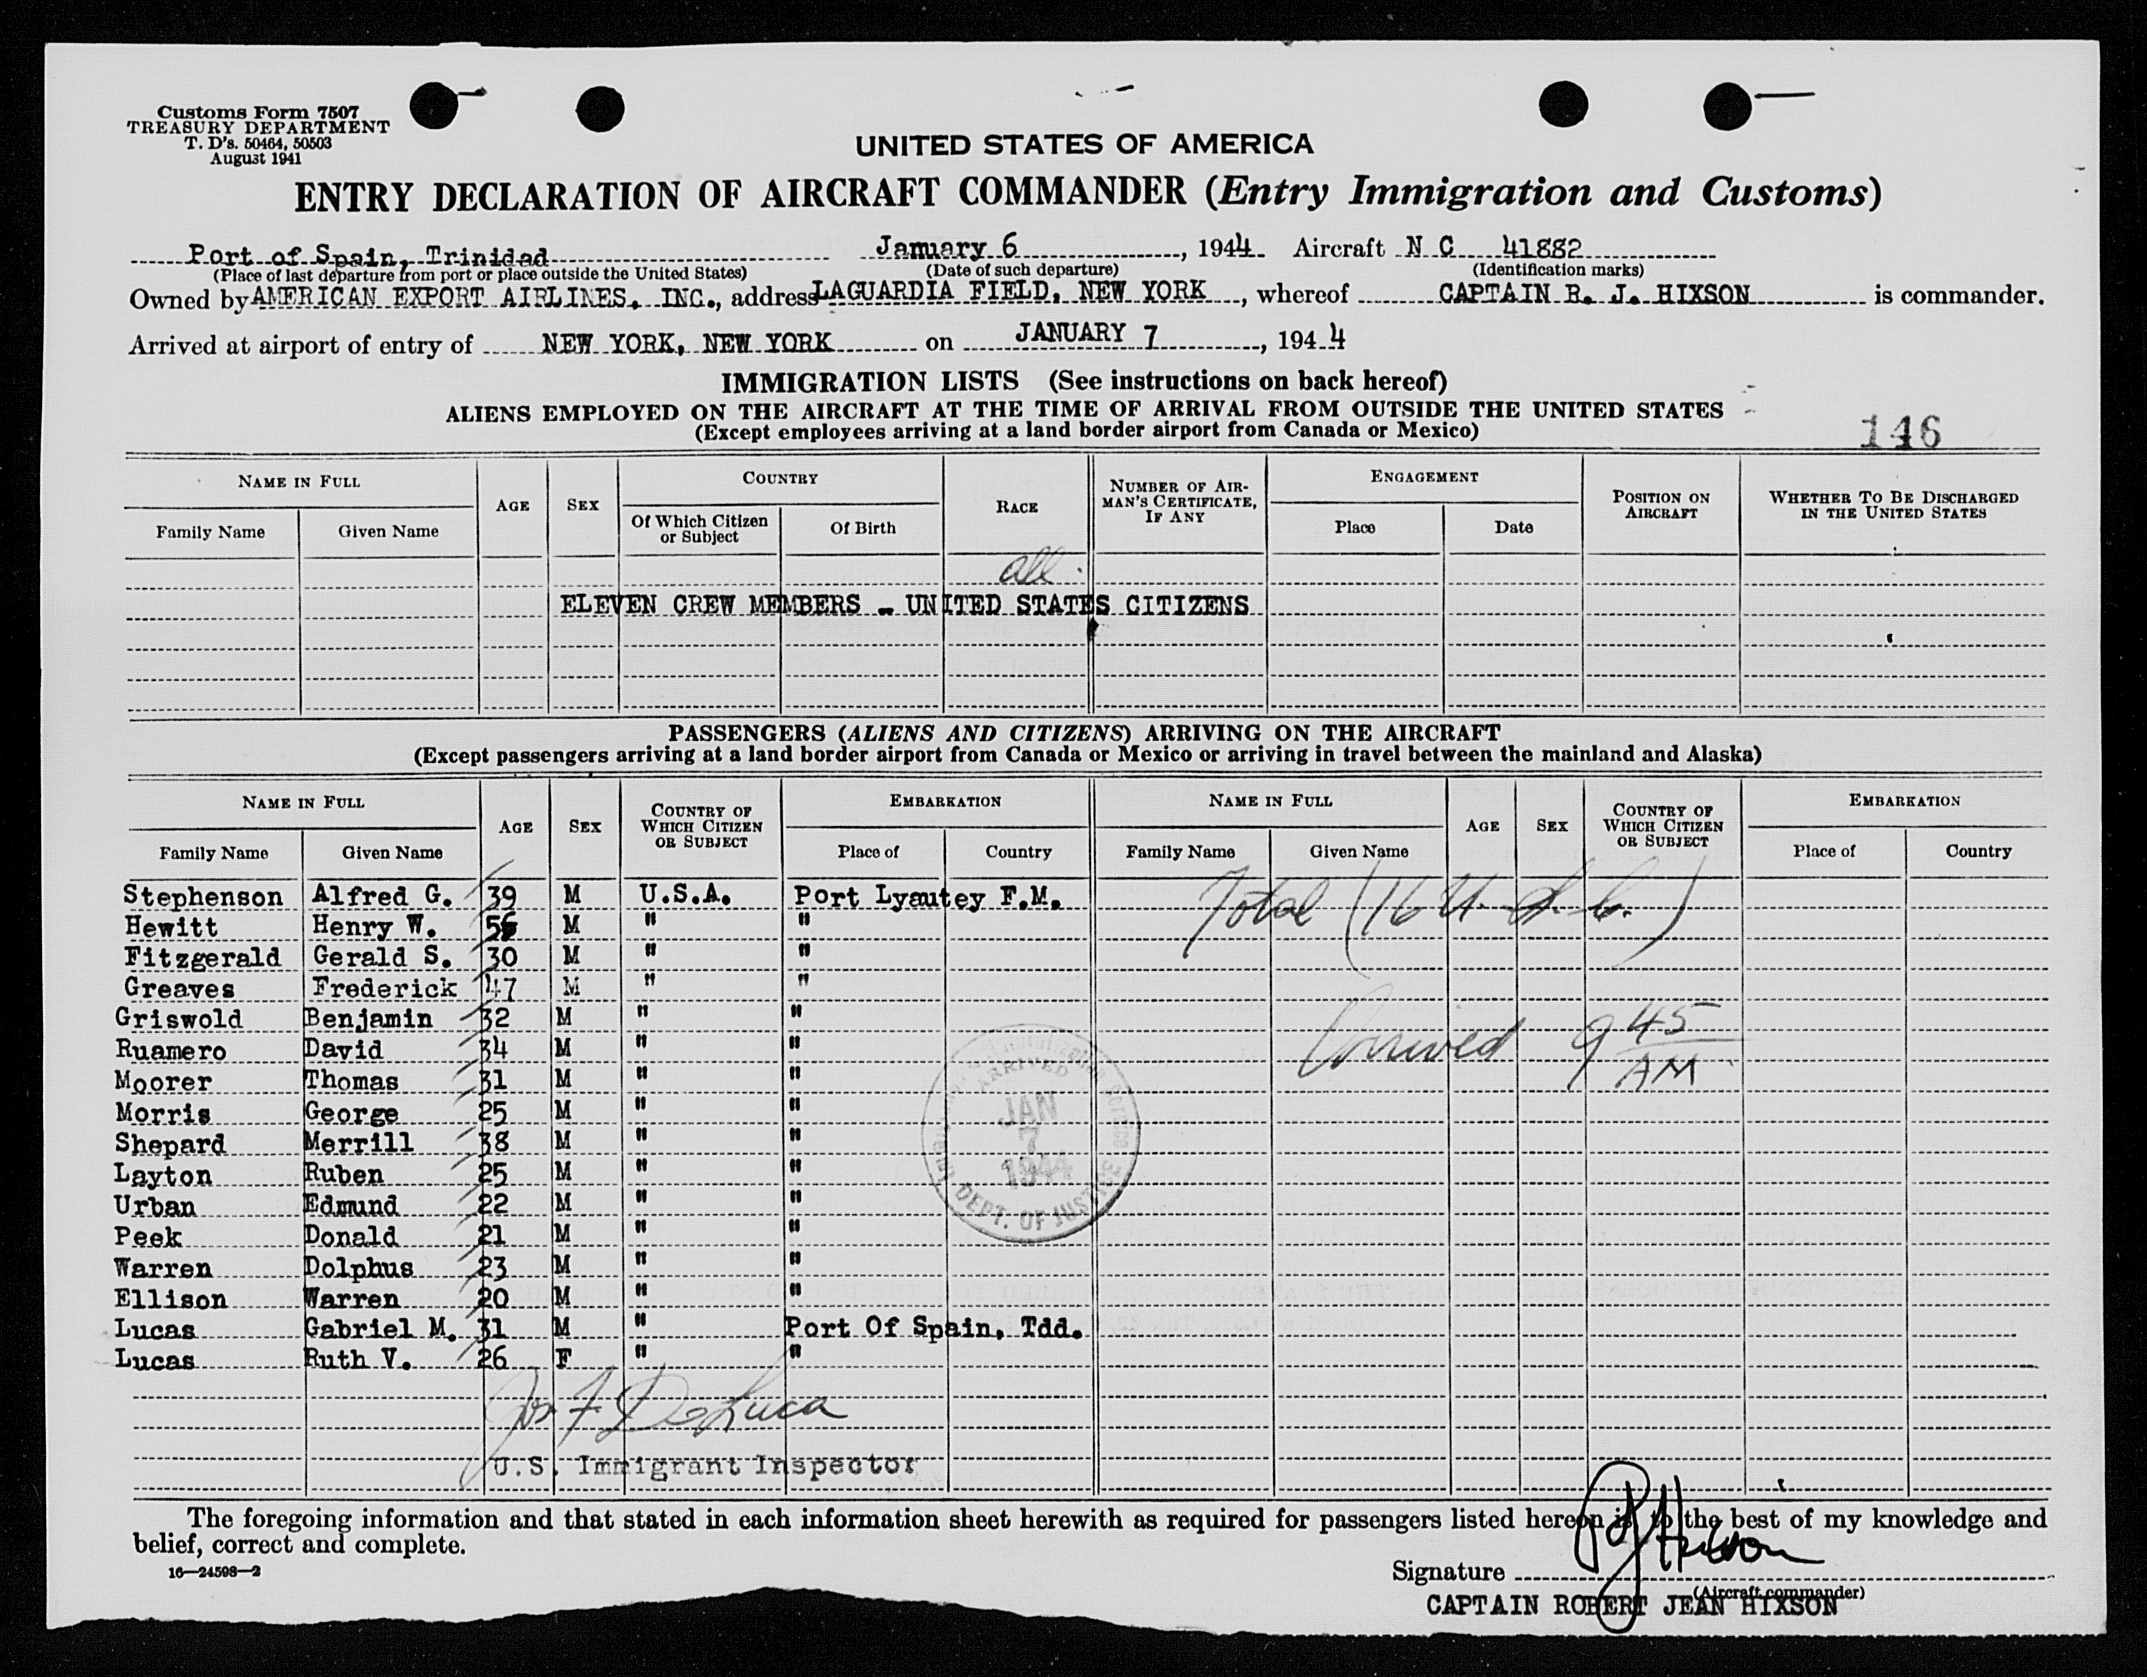 Customs Form 7507
TREASURY DEPARTMENT
T. D's. 50464, 50503
August 1941
UNITED STATES OF AMERICA
ENTRY DECLARATION OF AIRCRAFT COMMANDER (Entry Immigration and Customs)
Port of Spain, Trinidad January 6, 1944 Aircraft N C 41882
(Place of last departure from port or place outside the United States) (Date of such departure) (Identification marks)
Owned by AMERICAN EXPORT AIRLINES, INC., address LAGUARDIA FIELD, NEW YORK, whereof CAPTAIN R. J. HIXSON is commander.
Arrived at airport of entry of NEW YORK, NEW YORK on JANUARY 7, 1944
IMMIGRATION LISTS (See instructions on back hereof)
ALIENS EMPLOYED ON THE AIRCRAFT AT THE TIME OF ARRIVAL FROM OUTSIDE THE UNITED STATES
(Except employees arriving at a land border airport from Canada or Mexico)
146
NAME IN FULL AGE SEX COUNTRY RACE NUMBER OF AIRMAN'S CERTIFICATE, IF ANY ENGAGEMENT POSITION ON AIRCRAFT WHETHER TO BE DISCHARGED IN THE UNITED STATES
Family Name Given Name Of Which Citizen or Subject Of Birth Place Date
all
ELEVEN CREW MEMBERS - UNITED STATES CITIZENS
PASSENGERS (ALIENS AND CITIZENS) ARRIVING ON THE AIRCRAFT
(Except passengers arriving at a land border airport from Canada or Mexico or arriving in travel between the mainland and Alaska)
NAME IN FULL AGE SEX COUNTRY OF WHICH CITIZEN OR SUBJECT EMBARKATION NAME IN FULL AGE SEX COUNTRY OF WHICH CITIZEN OR SUBJECT EMBARKATION
Family Name Given Name Place of Country Family Name Given Name Place of Country
Stephenson Alfred G. 39 M U.S.A. Port Lyautey F.M.
Total (16 U.S.C.)
Hewitt Henry W. 56 M " "
Fitzgerald Gerald S. 30 M " "
Greaves Frederick 47 M " "
Griswold Benjamin 32 M " "
Arrived 9 45 AM
Ruamero David 34 M " "
Moorer Thomas 31 M " "
Morris George 25 M " "
Shepard Merrill 38 M " "
Layton Ruben 25 M " "
Urban Edmund 22 M " "
Peek Donald 21 M " "
Warren Dolphus 23 M " "
Ellison Warren 20 M " "
Lucas Gabriel M. 31 M " Port Of Spain, Tdd.
Lucas Ruth V. 26 F " "
ARRIVED
JAN
7
1944
DEPT. OF JUSTICE
Jos F. DeLuca
U.S. Immigrant Inspector
The foregoing information and that stated in each information sheet herewith as required for passengers listed hereon is, to the best of my knowledge and
belief, correct and complete.
16—24598—2
Signature R J Hixson
(Aircraft commander)
CAPTAIN ROBERT JEAN HIXSON